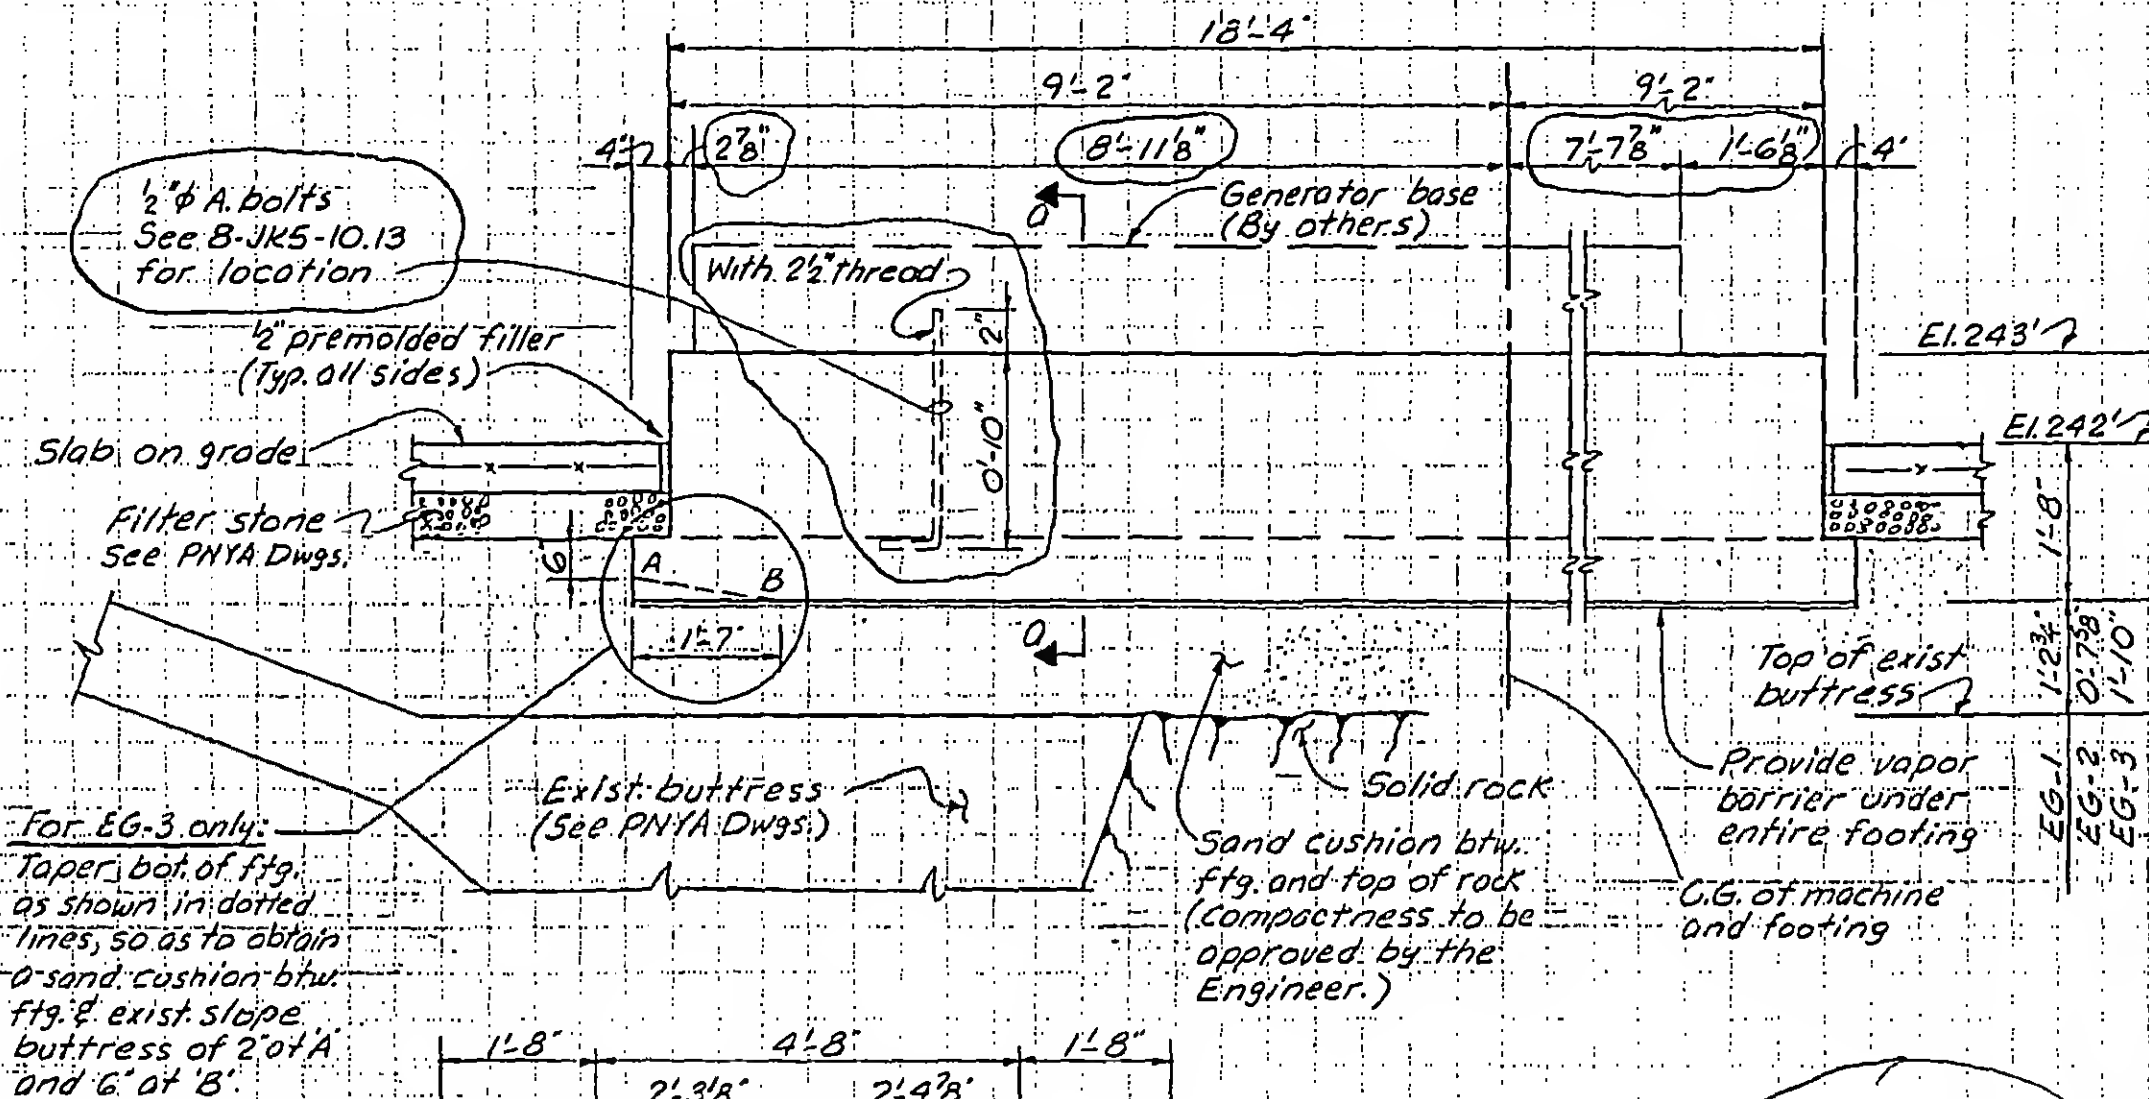 18'-4"
9'-2"
9'-2"
4"
2 7/8"
8'-11 1/8"
7'-7 7/8"
1'-6 1/8"
4"
1/2"φ A. bolts
See 8-JK5-10.13
for location
a
Generator base
(By others)
With 2 1/2" thread
2"
0'-10"
1/2" premolded filler
(Typ. all sides)
El. 243'
Slab on grade
El. 242'
Filter stone
See PNYA Dwgs.
6"
A
B
1'-7"
a
1'-8"
1'-2 3/4"
0'-7 5/8"
1'-10"
EG-1
EG-2
EG-3
Top of exist
buttress
Exist. buttress
(See PNYA Dwgs.)
Solid rock
Provide vapor
barrier under
entire footing
Sand cushion btw.
ftg. and top of rock
(compactness to be
approved by the
Engineer.)
C.G. of machine
and footing
For EG-3 only:
Taper bot. of ftg.
as shown in dotted
lines, so as to obtain
a sand cushion btw.
ftg. & exist. slope
buttress of 2" at 'A'
and 6" at 'B'.
1'-8"
4'-8"
1'-8"
2'-3 1/8"
2'-4 7/8"